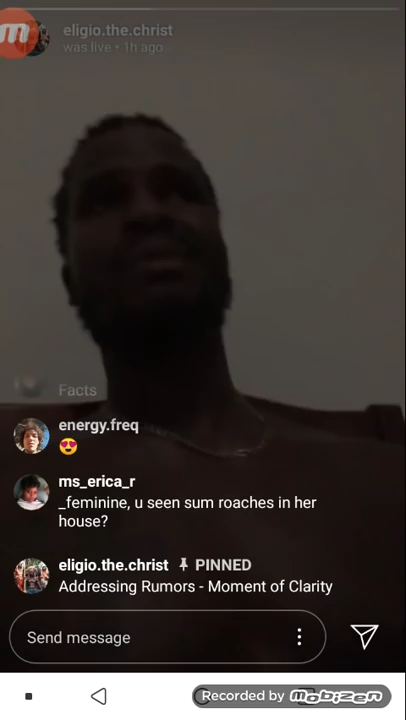 eligio.the.christ
was live • 1h ago
Facts
energy.freq
😍
ms_erica_r
_feminine, u seen sum roaches in her
house?
eligio.the.christ PINNED
Addressing Rumors - Moment of Clarity
Send message
Recorded by mobizen